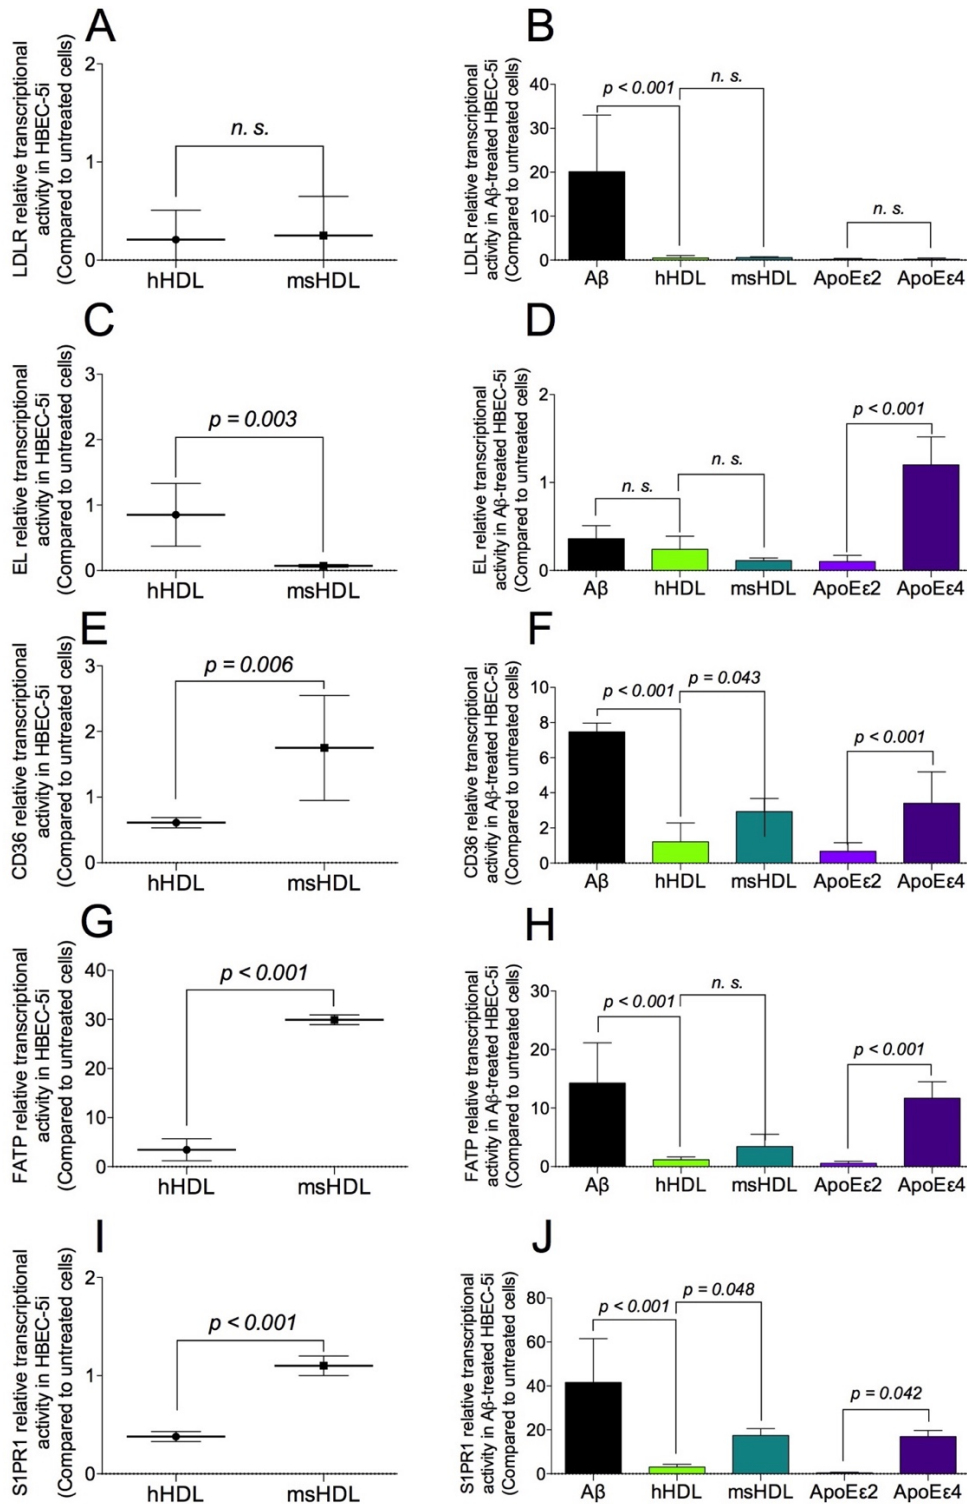 A
LDLR relative transcriptional
activity in HBEC-5i
(Compared to untreated cells)
2
1
0
n. s.
hHDL
msHDL
B
LDLR relative transcriptional
activity in Aβ-treated HBEC-5i
(Compared to untreated cells)
40
30
20
10
0
p < 0.001
n. s.
n. s.
Aβ
hHDL
msHDL
ApoEε2
ApoEε4
C
EL relative transcriptional
activity in HBEC-5i
(Compared to untreated cells)
3
2
1
0
p = 0.003
hHDL
msHDL
D
EL relative transcriptional
activity in Aβ-treated HBEC-5i
(Compared to untreated cells)
2
1
0
n. s.
n. s.
p < 0.001
Aβ
hHDL
msHDL
ApoEε2
ApoEε4
E
CD36 relative transcriptional
activity in HBEC-5i
(Compared to untreated cells)
3
2
1
0
p = 0.006
hHDL
msHDL
F
CD36 relative transcriptional
activity in Aβ-treated HBEC-5i
(Compared to untreated cells)
10
8
6
4
2
0
p < 0.001
p = 0.043
p < 0.001
Aβ
hHDL
msHDL
ApoEε2
ApoEε4
G
FATP relative transcriptional
activity in HBEC-5i
(Compared to untreated cells)
40
30
20
10
0
p < 0.001
hHDL
msHDL
H
FATP relative transcriptional
activity in Aβ-treated HBEC-5i
(Compared to untreated cells)
30
20
10
0
p < 0.001
n. s.
p < 0.001
Aβ
hHDL
msHDL
ApoEε2
ApoEε4
I
S1PR1 relative transcriptional
activity in HBEC-5i
(Compared to untreated cells)
2
1
0
p < 0.001
hHDL
msHDL
J
S1PR1 relative transcriptional
activity in Aβ-treated HBEC-5i
(Compared to untreated cells)
80
60
40
20
0
p < 0.001
p = 0.048
p = 0.042
Aβ
hHDL
msHDL
ApoEε2
ApoEε4